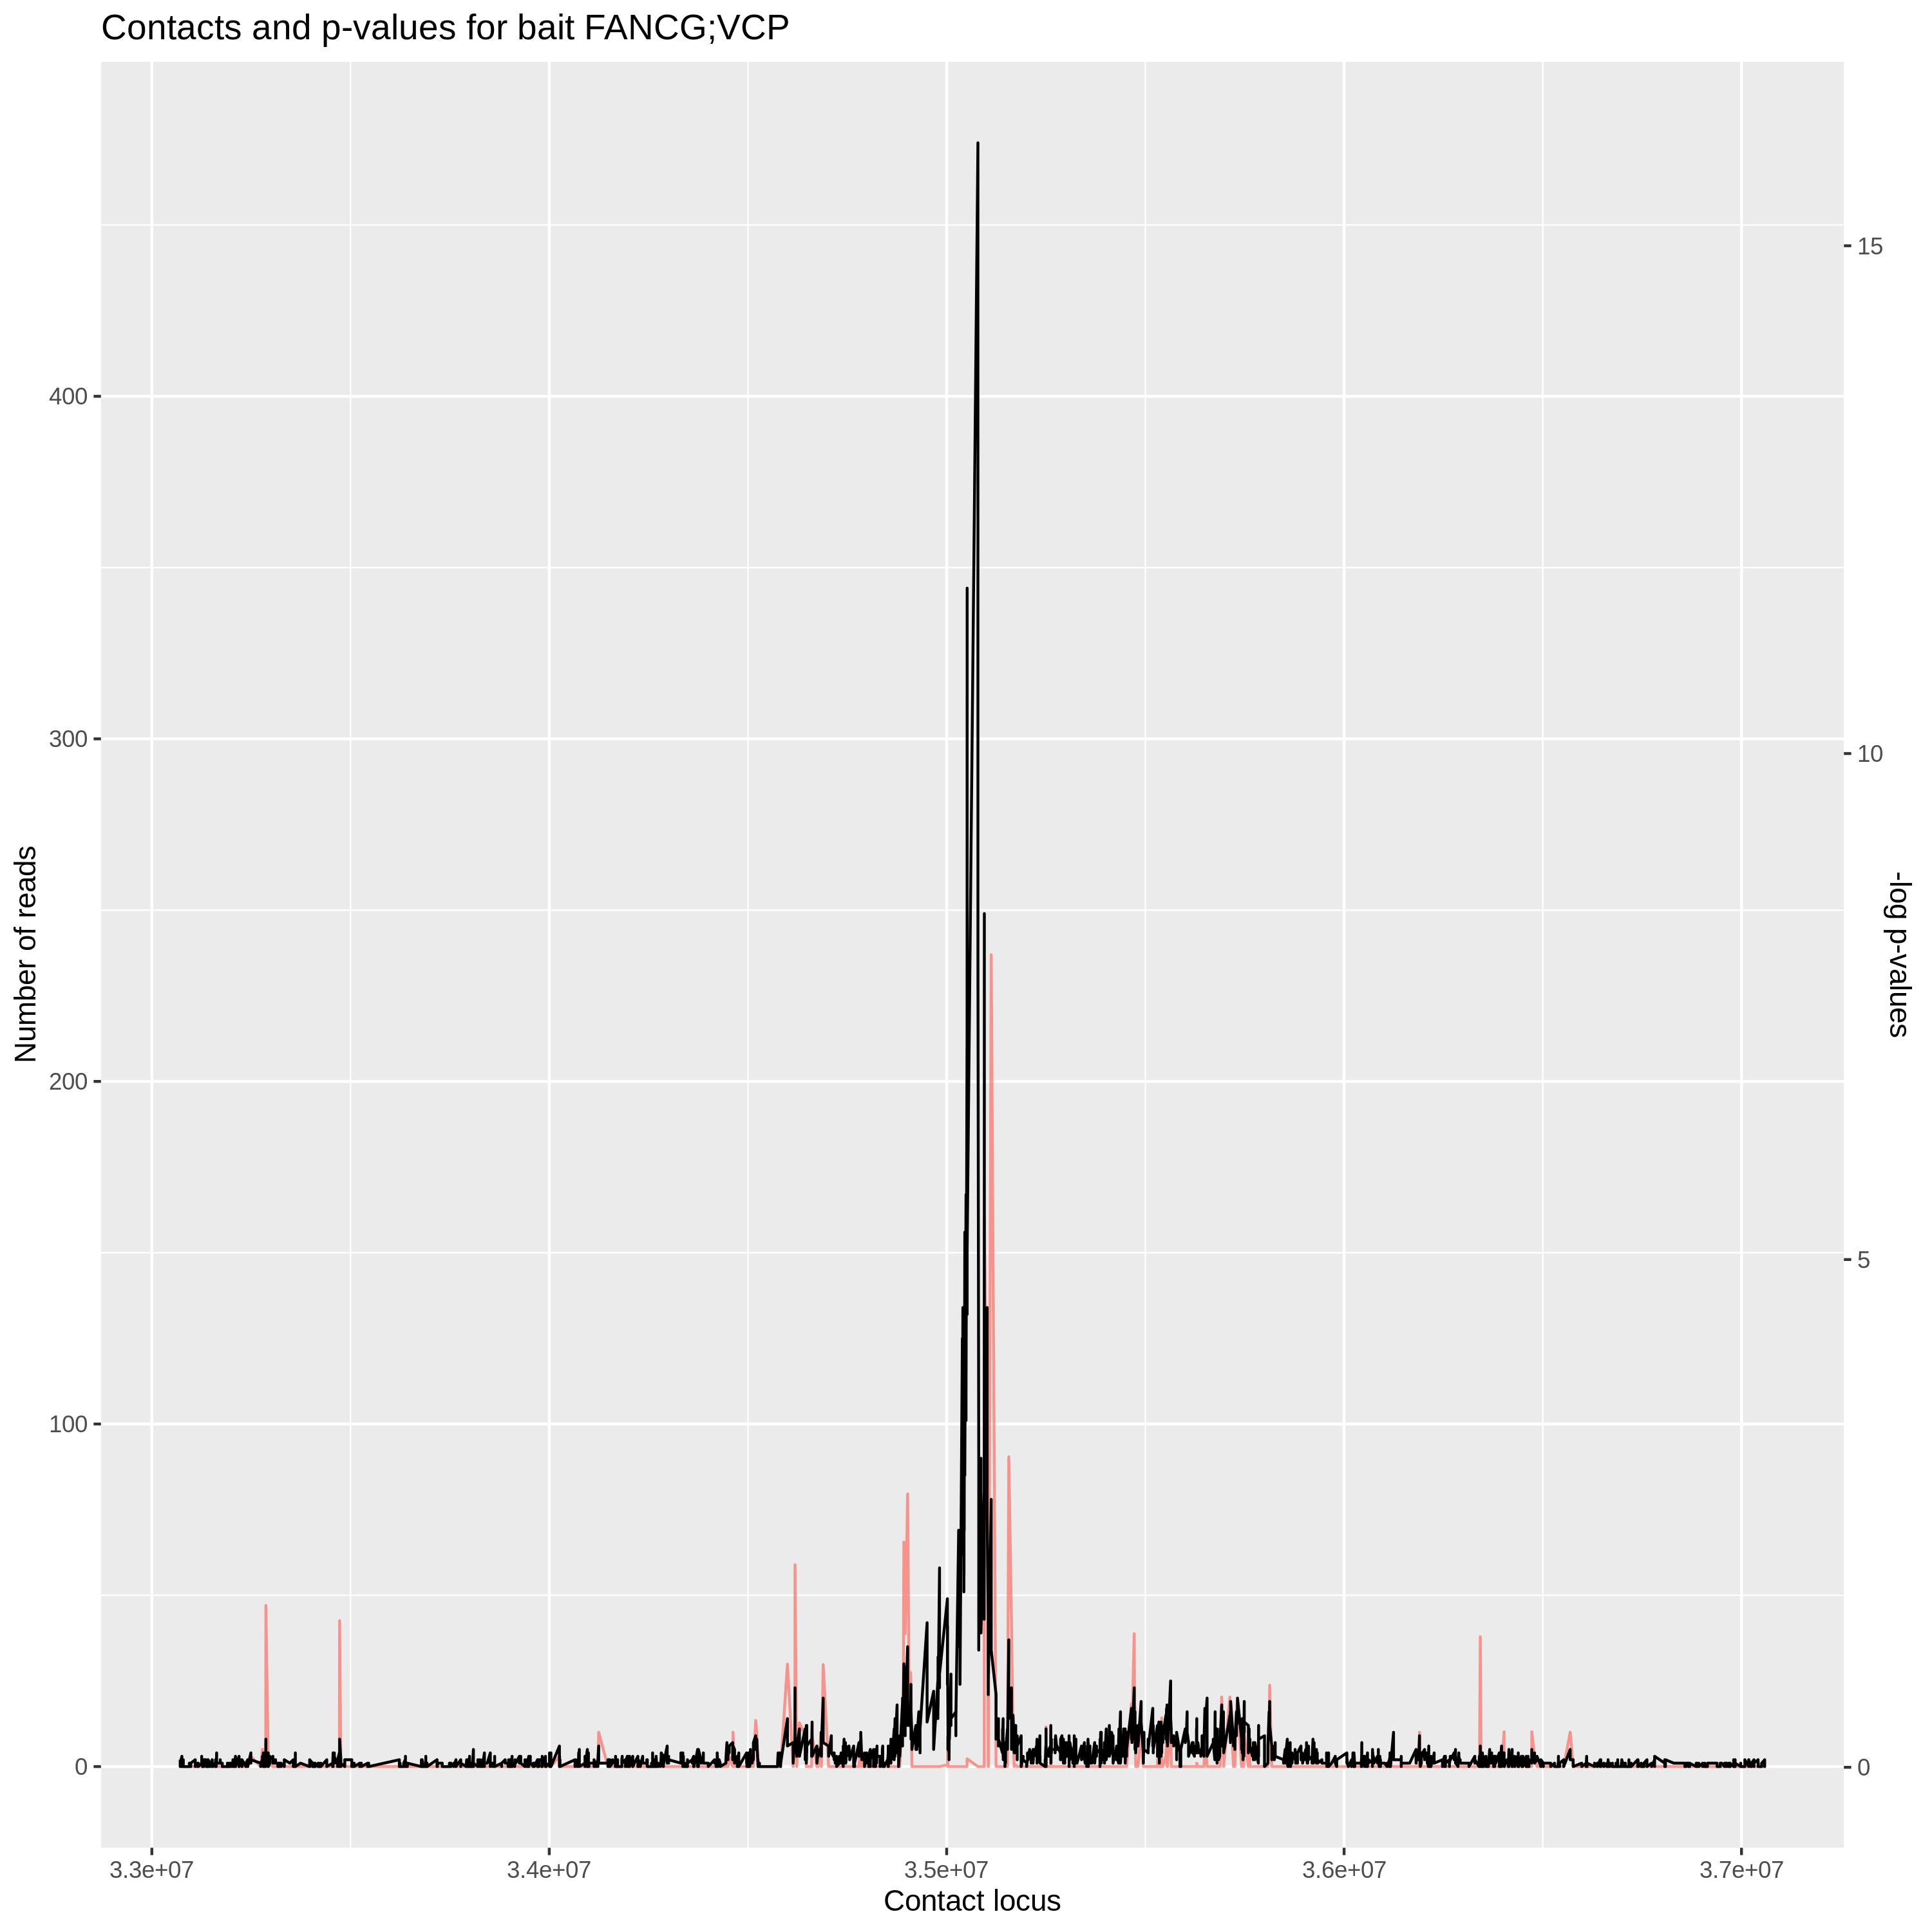 Contacts and p-values for bait FANCG;VCP
Number of reads
400
300
200
100
0
15
10
5
0
-log p-values
3.3e+07
3.4e+07
3.5e+07
3.6e+07
3.7e+07
Contact locus